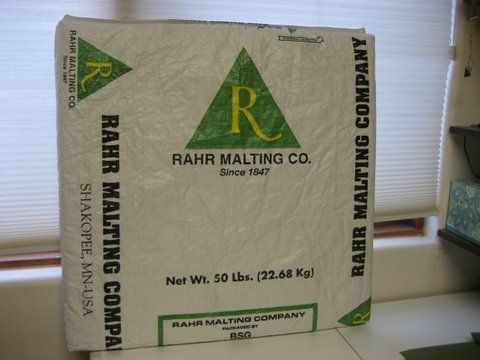 R
RAHR MALTING CO.
Since 1847
RAHR MALTING COMPA
SHAKOPEE, MN-USA
R
RAHR MALTING CO.
Since 1847
Net Wt. 50 Lbs. (22.68 Kg)
RAHR MALTING COMPANY
PACKAGED BY
BSG
RAHR MALTING COMPANY